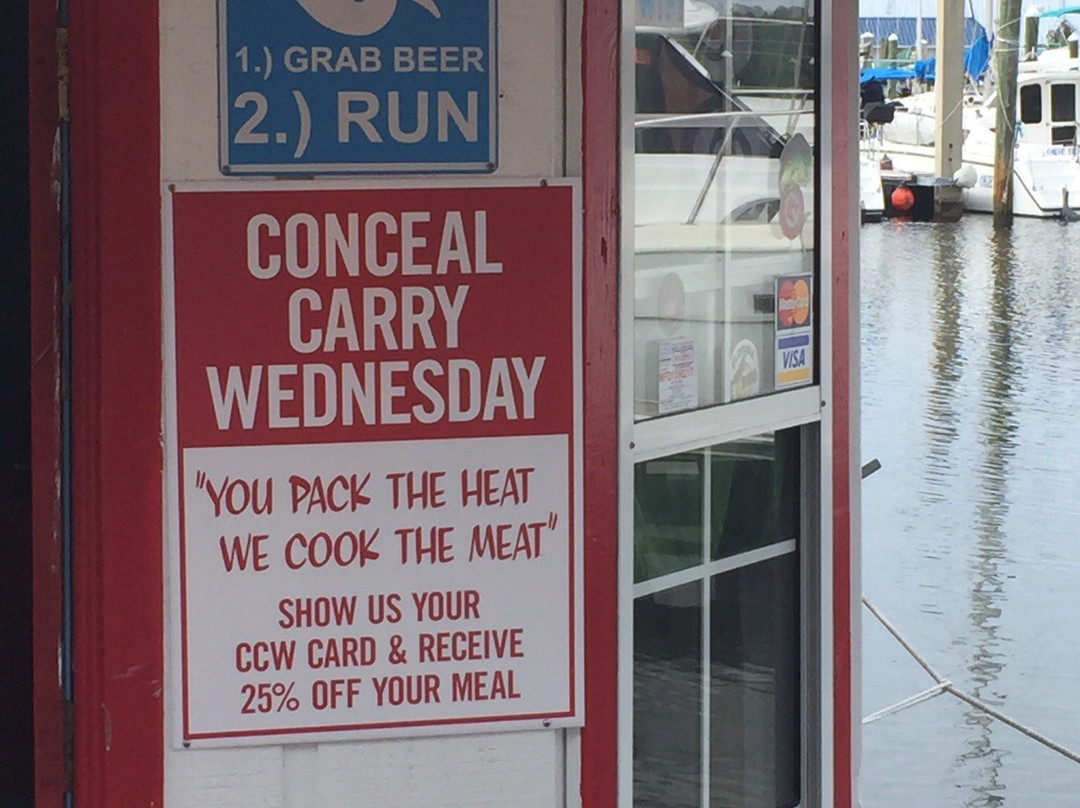 1.) GRAB BEER
2.) RUN
CONCEAL
CARRY
WEDNESDAY
"YOU PACK THE HEAT
WE COOK THE MEAT"
SHOW US YOUR
CCW CARD & RECEIVE
25% OFF YOUR MEAL
MasterCard
VISA